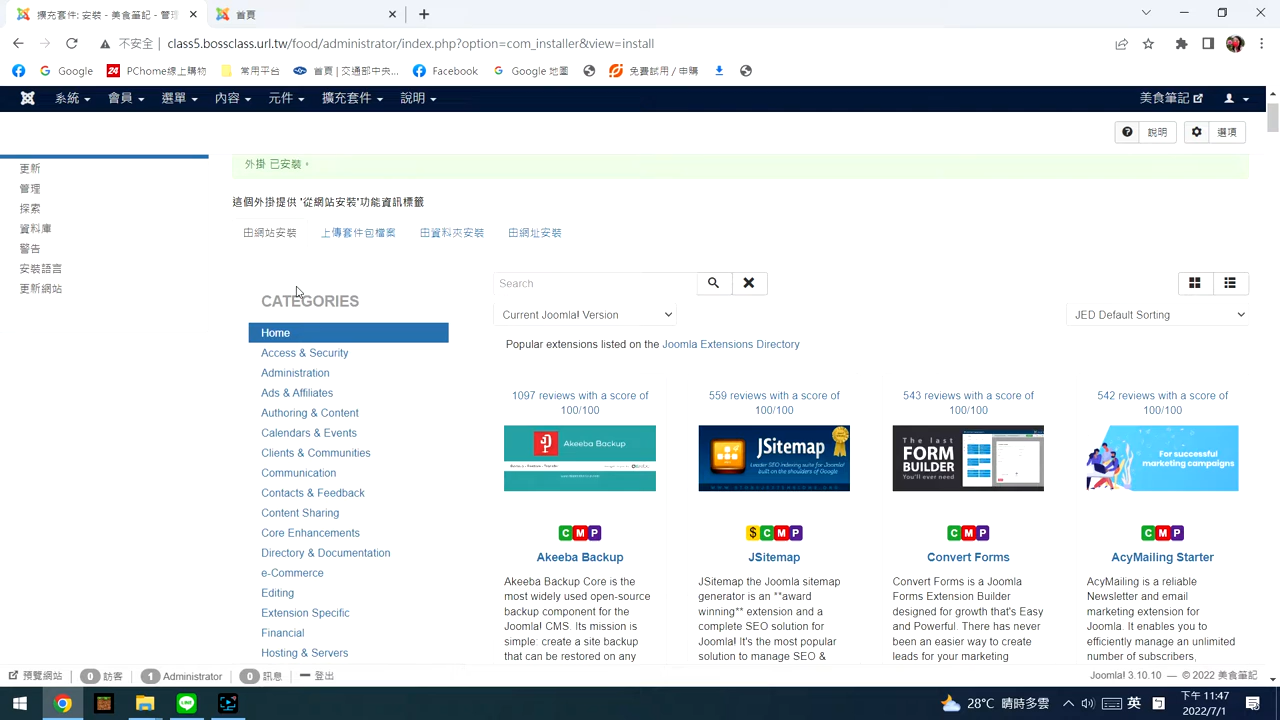 擴充套件: 安裝 - 美食筆記 - 管理
首頁
不安全
class5.bossclass.url.tw/food/administrator/index.php?option=com_installer&view=install
Google
24 PChome線上購物
常用平台
首頁 | 交通部中央...
Facebook
Google 地圖
免費試用 / 申購
系統
會員
選單
內容
元件
擴充套件
說明
美食筆記
說明
選項
更新
管理
探索
資料庫
警告
安裝語言
更新網站
外掛 已安裝。
這個外掛提供 '從網站安裝'功能資訊標籤
由網站安裝
上傳套件包檔案
由資料夾安裝
由網址安裝
CATEGORIES
Home
Access & Security
Administration
Ads & Affiliates
Authoring & Content
Calendars & Events
Clients & Communities
Communication
Contacts & Feedback
Content Sharing
Core Enhancements
Directory & Documentation
e-Commerce
Editing
Extension Specific
Financial
Hosting & Servers
Search
Current Joomla! Version
JED Default Sorting
Popular extensions listed on the Joomla Extensions Directory
1097 reviews with a score of
100/100
Akeeba Backup
C M P
Akeeba Backup
Akeeba Backup Core is the
most widely used open-source
backup component for the
Joomla! CMS. Its mission is
simple: create a site backup
that can be restored on any
559 reviews with a score of
100/100
JSitemap
Leader SEO indexing suite for Joomla!
built on the shoulders of Google
$ C M P
JSitemap
JSitemap the Joomla sitemap
generator is an **award
winning** extension and a
complete SEO solution for
Joomla! It's the most popular
solution to manage SEO &
543 reviews with a score of
100/100
The last
FORM
BUILDER
You'll ever need
C M P
Convert Forms
Convert Forms is a Joomla
Forms Extension Builder
designed for growth that's Easy
and Powerful. There has never
been an easier way to create
leads for your marketing
542 reviews with a score of
100/100
For successful
marketing campaigns
C M P
AcyMailing Starter
AcyMailing is a reliable
Newsletter and email
marketing extension for
Joomla. It enables you to
efficiently manage an unlimited
number of subscribers,
預覽網站
0 訪客
1 Administrator
0 訊息
登出
Joomla! 3.10.10 — © 2022 美食筆記
28°C 晴時多雲
英
下午 11:47
2022/7/1